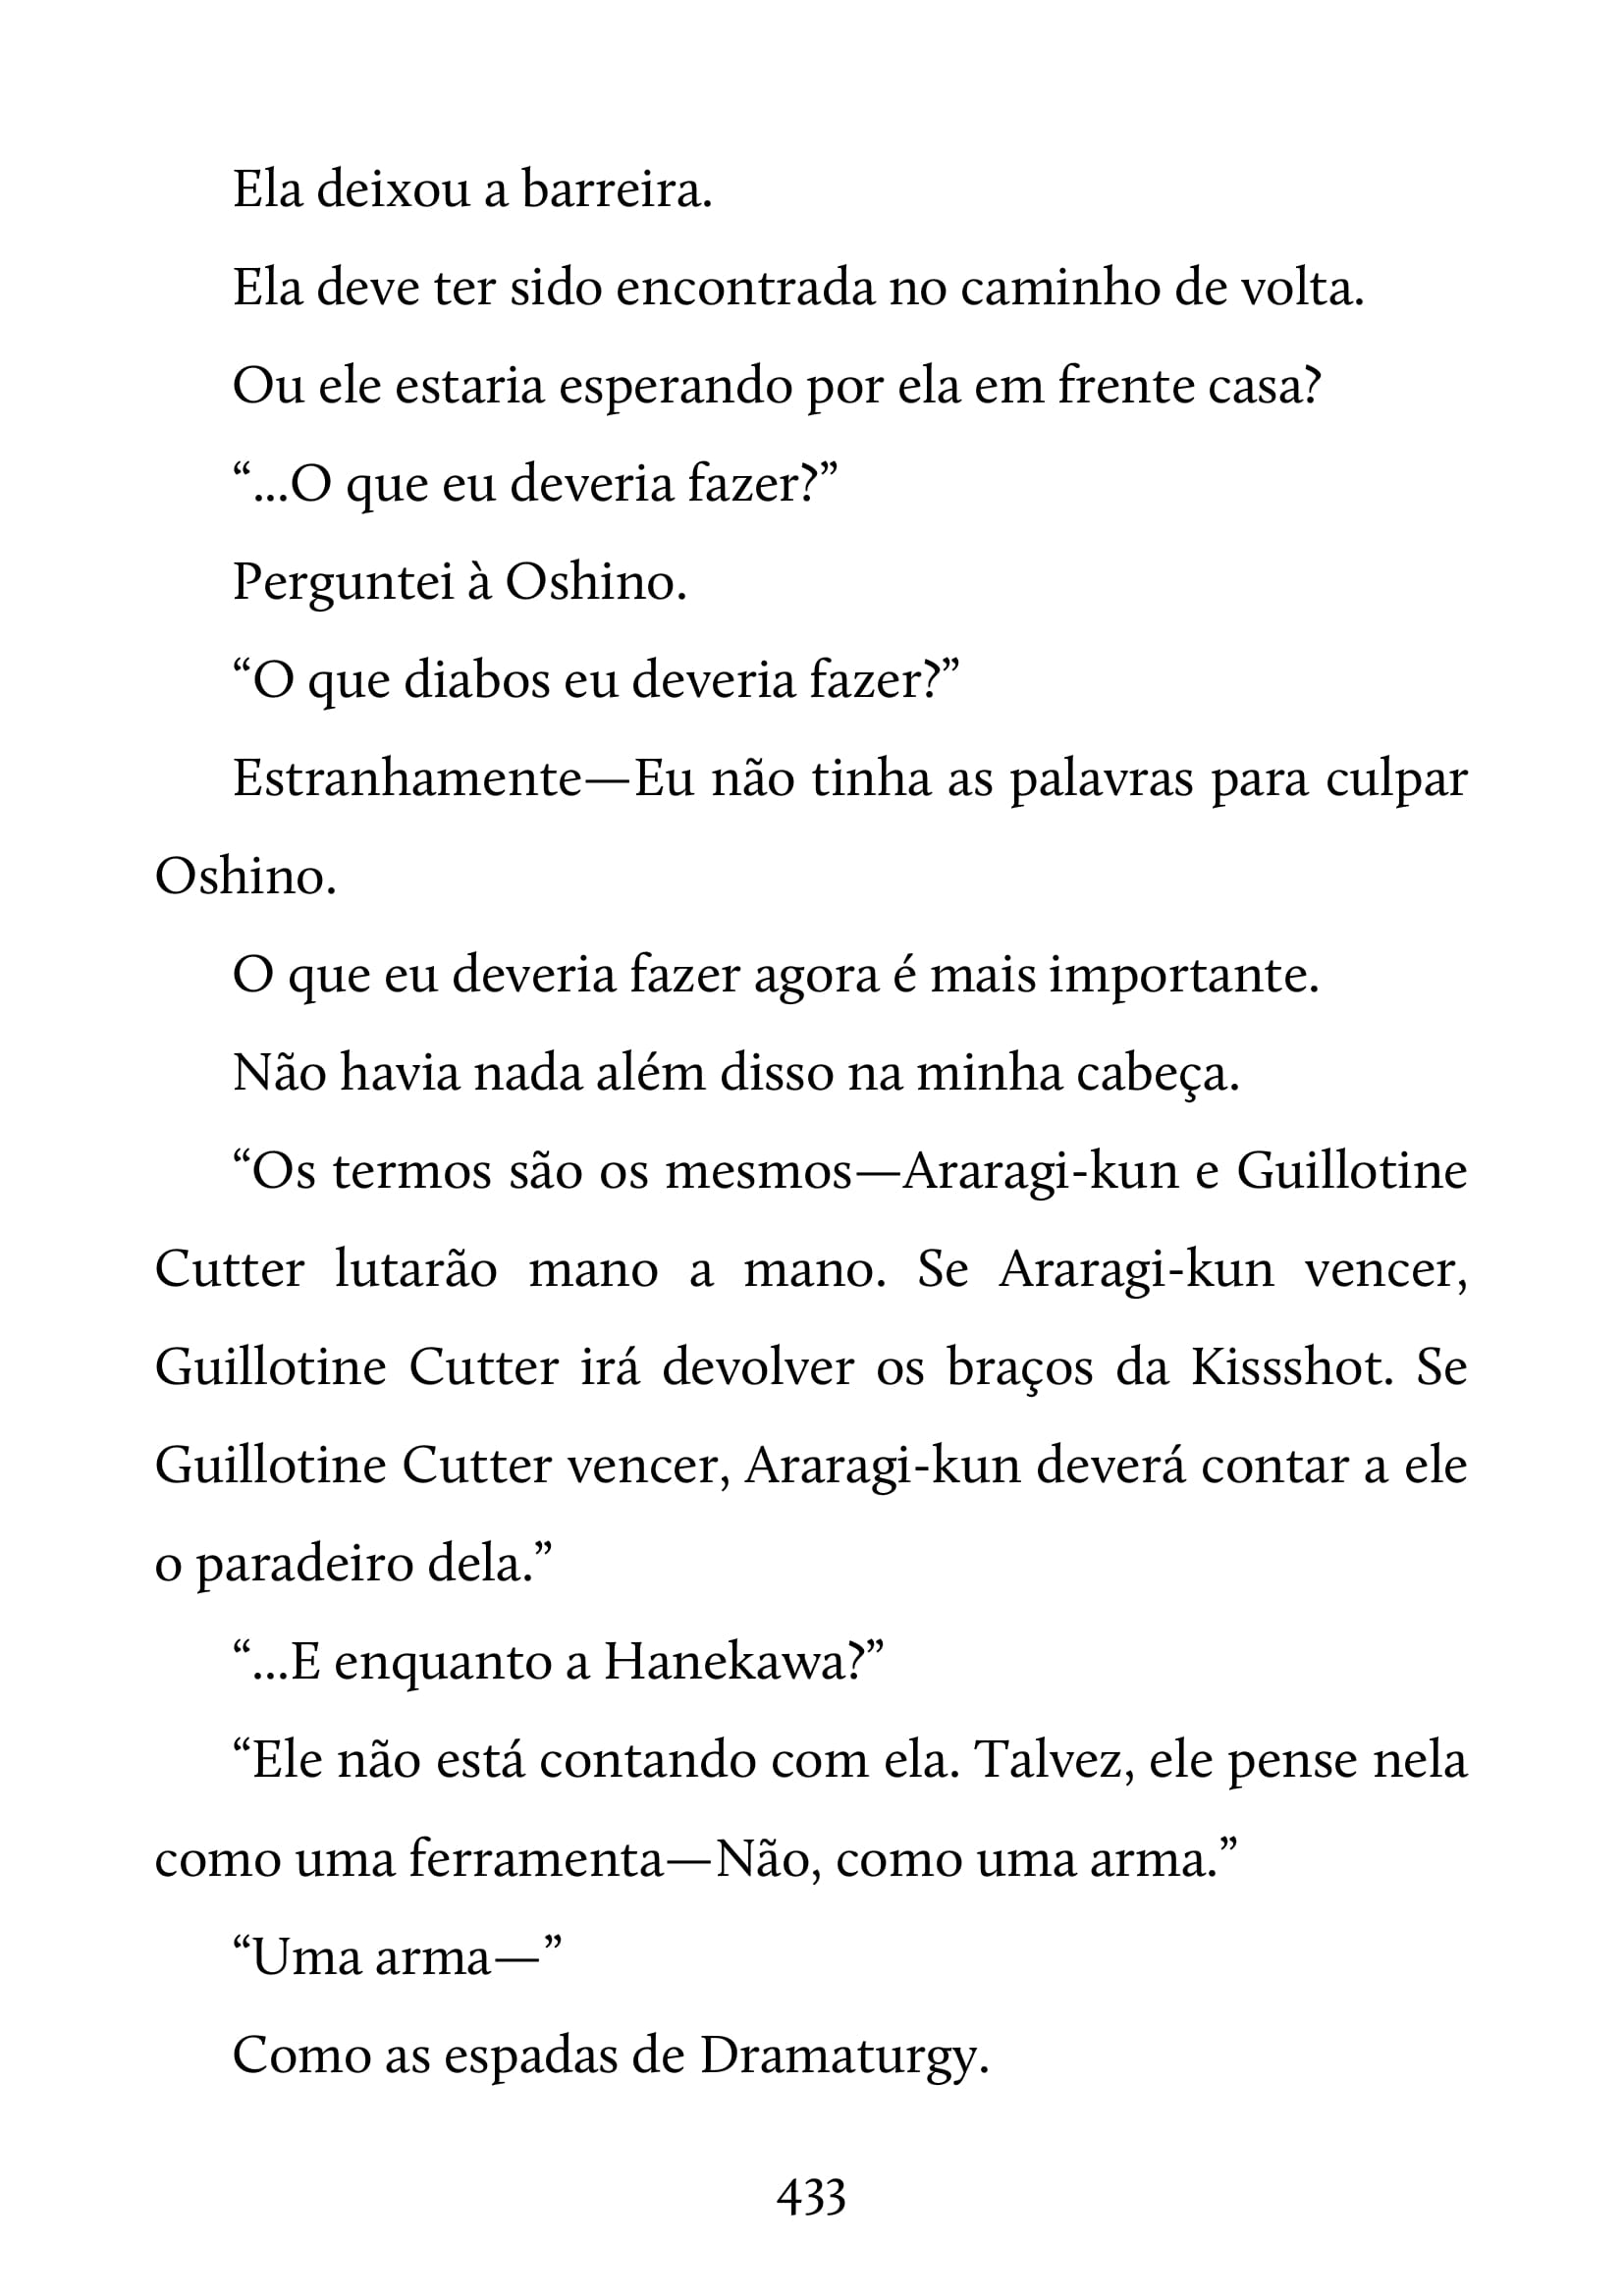 Ela deixou a barreira.
Ela deve ter sido encontrada no caminho de volta.
Ou ele estaria esperando por ela em frente casa?
“...O que eu deveria fazer?”
Perguntei à Oshino.
“O que diabos eu deveria fazer?”
Estranhamente—Eu não tinha as palavras para culpar
Oshino.
O que eu deveria fazer agora é mais importante.
Não havia nada além disso na minha cabeça.
“Os termos são os mesmos—Araragi-kun e Guillotine
Cutter lutarão mano a mano. Se Araragi-kun vencer,
Guillotine Cutter irá devolver os braços da Kissshot. Se
Guillotine Cutter vencer, Araragi-kun deverá contar a ele
o paradeiro dela.”
“...E enquanto a Hanekawa?”
“Ele não está contando com ela. Talvez, ele pense nela
como uma ferramenta—Não, como uma arma.”
“Uma arma—”
Como as espadas de Dramaturgy.
433